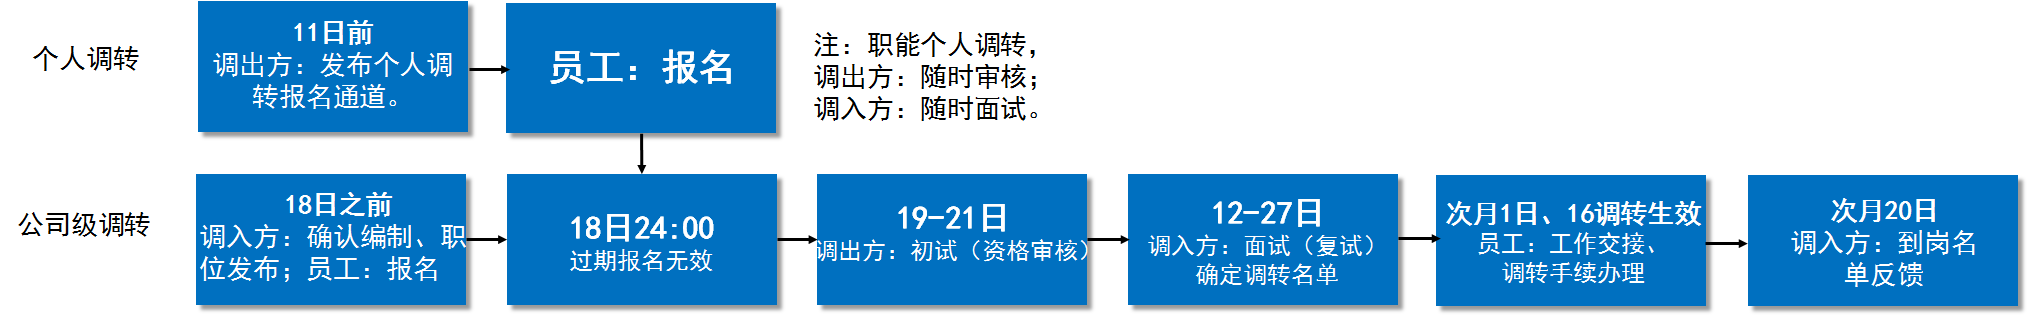 个人调转
11日前
调出方：发布个人调
转报名通道。
员工：报名
注：职能个人调转，
调出方：随时审核；
调入方：随时面试。
公司级调转
18日之前
调入方：确认编制、职
位发布；员工：报名
18日24:00
过期报名无效
19-21日
调出方：初试（资格审核）
12-27日
调入方：面试（复试）
确定调转名单
次月1日、16调转生效
员工：工作交接、
调转手续办理
次月20日
调入方：到岗名
单反馈